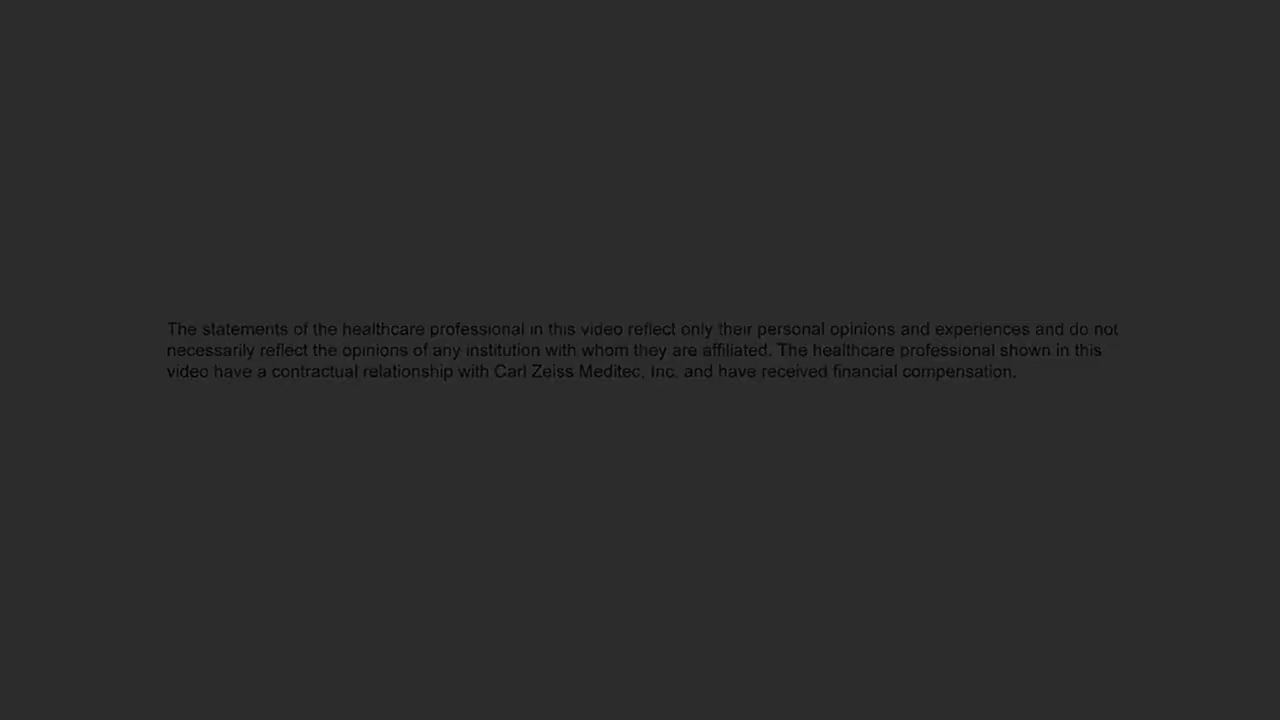 The statements of the healthcare professional in this video reflect only their personal opinions and experiences and do not
necessarily reflect the opinions of any institution with whom they are affiliated. The healthcare professional shown in this
video have a contractual relationship with Carl Zeiss Meditec, Inc. and have received financial compensation.